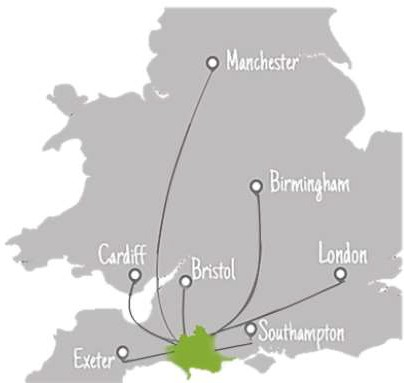 Manchester
Birmingham
Cardiff
Bristol
London
Southampton
Exeter